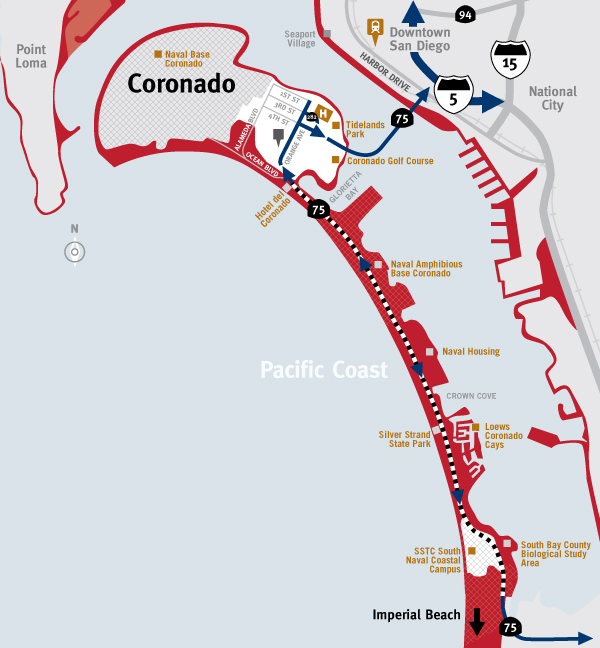 Point
Loma
Naval Base
Coronado
Coronado
Seaport
Village
Downtown
San Diego
HARBOR DRIVE
94
15
5
National
City
75
1ST ST
3RD ST
4TH ST
282
ALAMEDA BLVD
ORANGE AVE
OCEAN BLVD
Tidelands
Park
Coronado Golf Course
Hotel del
Coronado
GLORIETTA
BAY
75
N
Naval Amphibious
Base Coronado
Naval Housing
Pacific Coast
CROWN COVE
Silver Strand
State Park
Loews
Coronado
Cays
SSTC South
Naval Coastal
Campus
South Bay County
Biological Study
Area
Imperial Beach
75